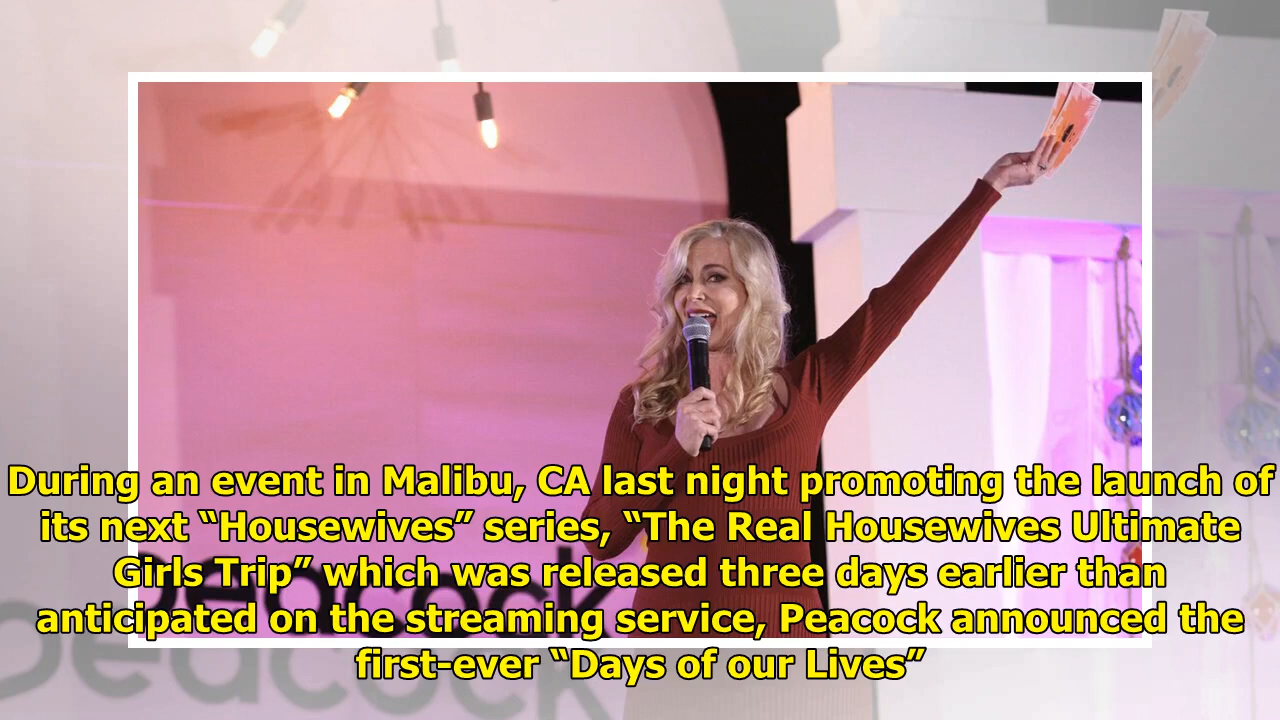 During an event in Malibu, CA last night promoting the launch of
its next “Housewives” series, “The Real Housewives Ultimate
Girls Trip” which was released three days earlier than
anticipated on the streaming service, Peacock announced the
first-ever “Days of our Lives”
peacock
peacock